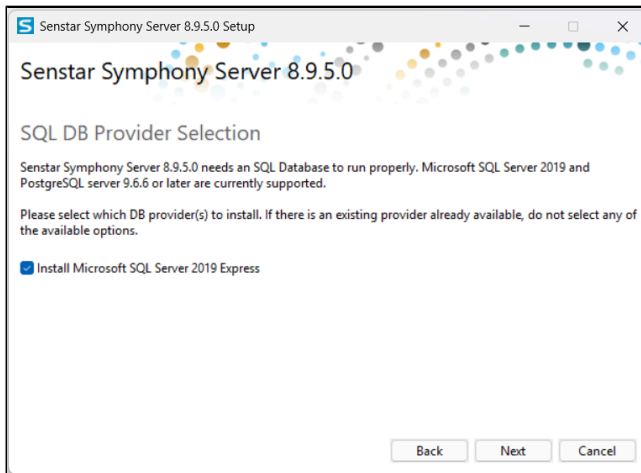 Senstar Symphony Server 8.9.5.0 Setup
Senstar Symphony Server 8.9.5.0
SQL DB Provider Selection
Senstar Symphony Server 8.9.5.0 needs an SQL Database to run properly. Microsoft SQL Server 2019 and
PostgreSQL server 9.6.6 or later are currently supported.
Please select which DB provider(s) to install. If there is an existing provider already available, do not select any of
the available options.
Install Microsoft SQL Server 2019 Express
Back Next Cancel